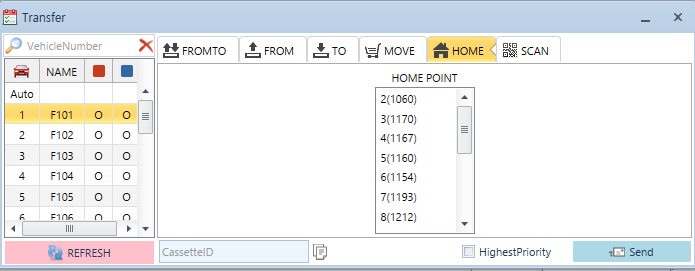 Transfer
VehicleNumber
FROMTO FROM TO MOVE HOME SCAN
NAME
Auto
1 F101 O O
2 F102 O O
3 F103 O O
4 F104 O O
5 F105 O O
6 F106 O O
HOME POINT
2(1060)
3(1170)
4(1167)
5(1160)
6(1154)
7(1193)
8(1212)
REFRESH
CassetteID
HighestPriority
Send